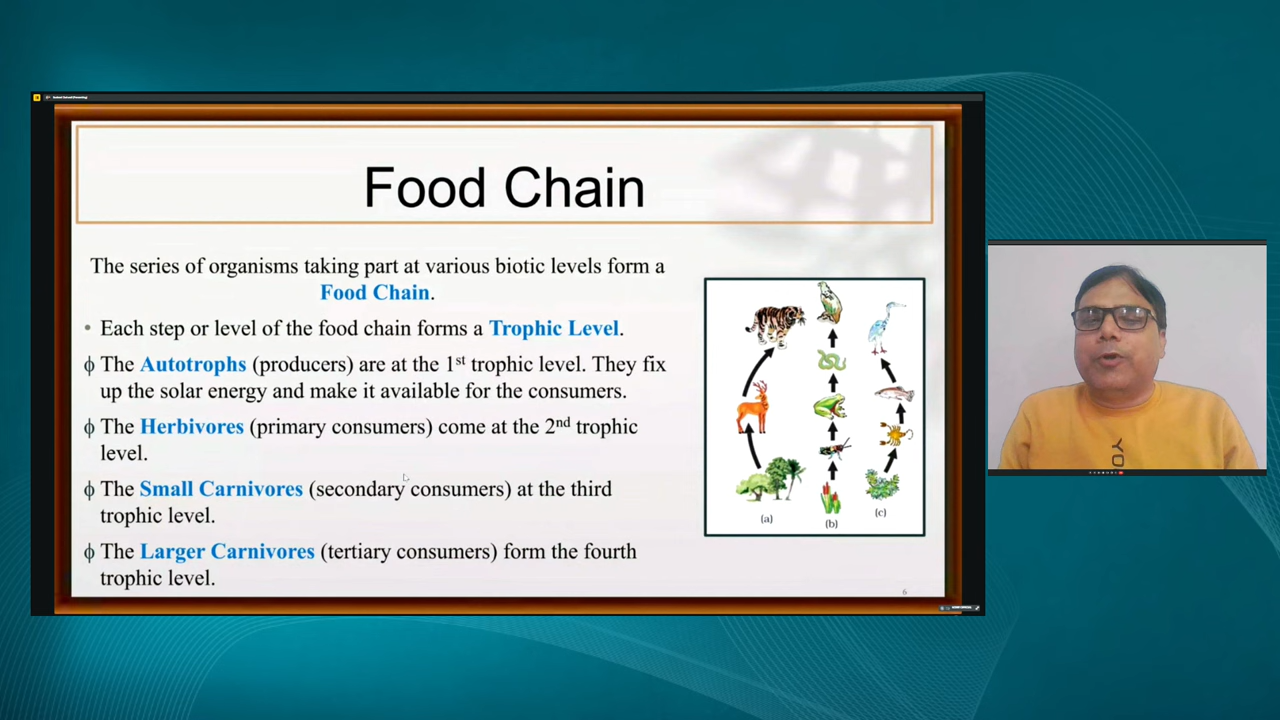 Food Chain
The series of organisms taking part at various biotic levels form a
Food Chain.
• Each step or level of the food chain forms a Trophic Level.
ϕ The Autotrophs (producers) are at the 1st trophic level. They fix
up the solar energy and make it available for the consumers.
ϕ The Herbivores (primary consumers) come at the 2nd trophic
level.
ϕ The Small Carnivores (secondary consumers) at the third
trophic level.
ϕ The Larger Carnivores (tertiary consumers) form the fourth
trophic level.
(a)
(b)
(c)
6
YO